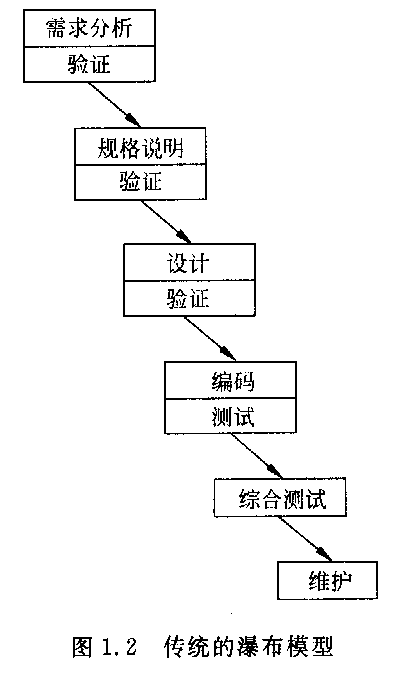 需求分析
验证
规格说明
验证
设计
验证
编码
测试
综合测试
维护
图 1.2 传统的瀑布模型